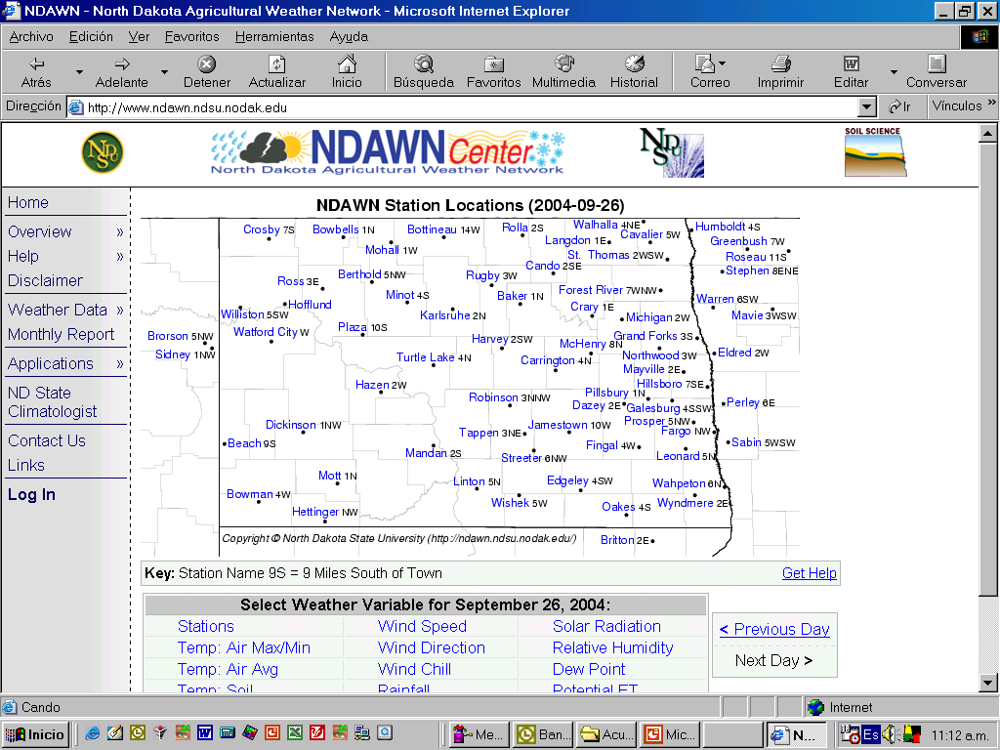 NDAWN - North Dakota Agricultural Weather Network - Microsoft Internet Explorer
Archivo Edición Ver Favoritos Herramientas Ayuda
Atrás Adelante Detener Actualizar Inicio Búsqueda Favoritos Multimedia Historial Correo Imprimir Editar Conversar
Dirección http://www.ndawn.ndsu.nodak.edu Ir Vínculos »
NDSU NDAWN Center NDSU SOIL SCIENCE
North Dakota Agricultural Weather Network
Home
Overview »
Help »
Disclaimer
Weather Data »
Monthly Report
Applications »
ND State
Climatologist
Contact Us
Links
Log In
NDAWN Station Locations (2004-09-26)
Crosby 7S
Bowbells 1N
Bottineau 14W
Rolla 2S
Walhalla 4NE
Humboldt 4S
Mohall 1W
Langdon 1E
Cavalier 5W
Greenbush 7W
St. Thomas 2WSW
Roseau 11S
Cando 2SE
Stephen 8ENE
Ross 3E
Berthold 5NW
Rugby 3W
Minot 4S
Baker 1N
Forest River 7WNW
Warren 6SW
Hofflund
Williston 5SW
Karlsruhe 2N
Crary 1E
Michigan 2W
Mavie 3WSW
Brorson 5NW
Watford City W
Plaza 10S
Harvey 2SW
McHenry 8N
Grand Forks 3S
Sidney 1NW
Turtle Lake 4N
Carrington 4N
Northwood 3W
Eldred 2W
Mayville 2E
Hazen 2W
Hillsboro 7SE
Robinson 3NNW
Pillsbury 1N
Dazey 2E
Galesburg 4SSW
Perley 6E
Dickinson 1NW
Tappen 3NE
Jamestown 10W
Prosper 5NW
Fargo NW
Beach 9S
Mandan 2S
Streeter 6NW
Fingal 4W
Leonard 5N
Sabin 5WSW
Mott 1N
Linton 5N
Edgeley 4SW
Wahpeton 6N
Bowman 4W
Hettinger NW
Wishek 5W
Oakes 4S
Wyndmere 2E
Copyright © North Dakota State University (http://ndawn.ndsu.nodak.edu/)
Britton 2E
Key: Station Name 9S = 9 Miles South of Town Get Help
Select Weather Variable for September 26, 2004:
Stations Wind Speed Solar Radiation
Temp: Air Max/Min Wind Direction Relative Humidity
Temp: Air Avg Wind Chill Dew Point
Temp: Soil Rainfall Potential ET
< Previous Day
Next Day >
Cando Internet
Inicio Me... Ban... Acu... Mic... N... Es 11:12 a.m.